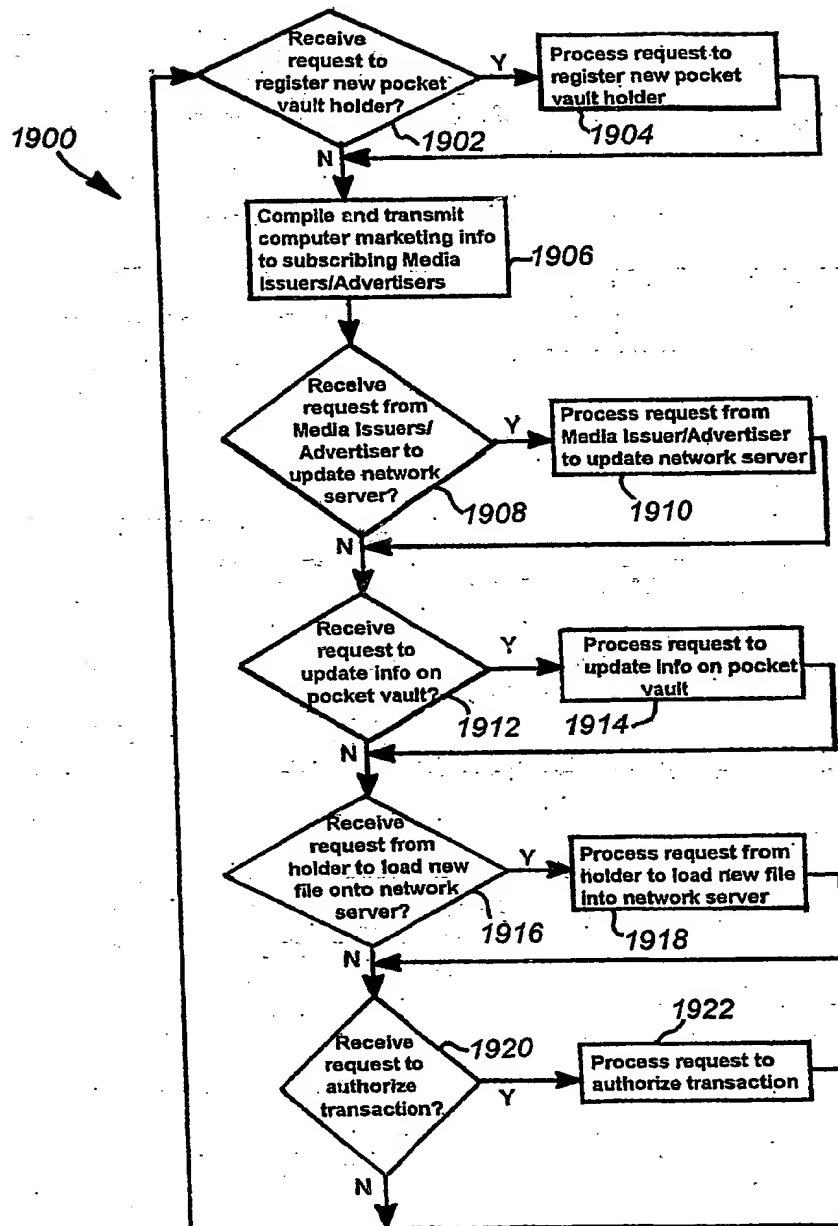 Receive
request to
register new pocket
vault holder?
Y
Process request to
register new pocket
vault holder
1900
1902
1904
N
Compile and transmit
computer marketing info
to subscribing Media
Issuers/Advertisers
1906
Receive
request from
Media Issuers/
Advertiser to
update network
server?
Y
Process request from
Media Issuer/Advertiser
to update network server
1908
1910
N
Receive
request to
update info on
pocket vault?
Y
Process request to
update info on pocket
vault
1912
1914
N
Receive
request from
holder to load new
file onto network
server?
Y
Process request from
holder to load new file
into network server
1916
1918
N
Receive
request to
authorize
transaction?
1920
Y
1922
Process request to
authorize transaction
N